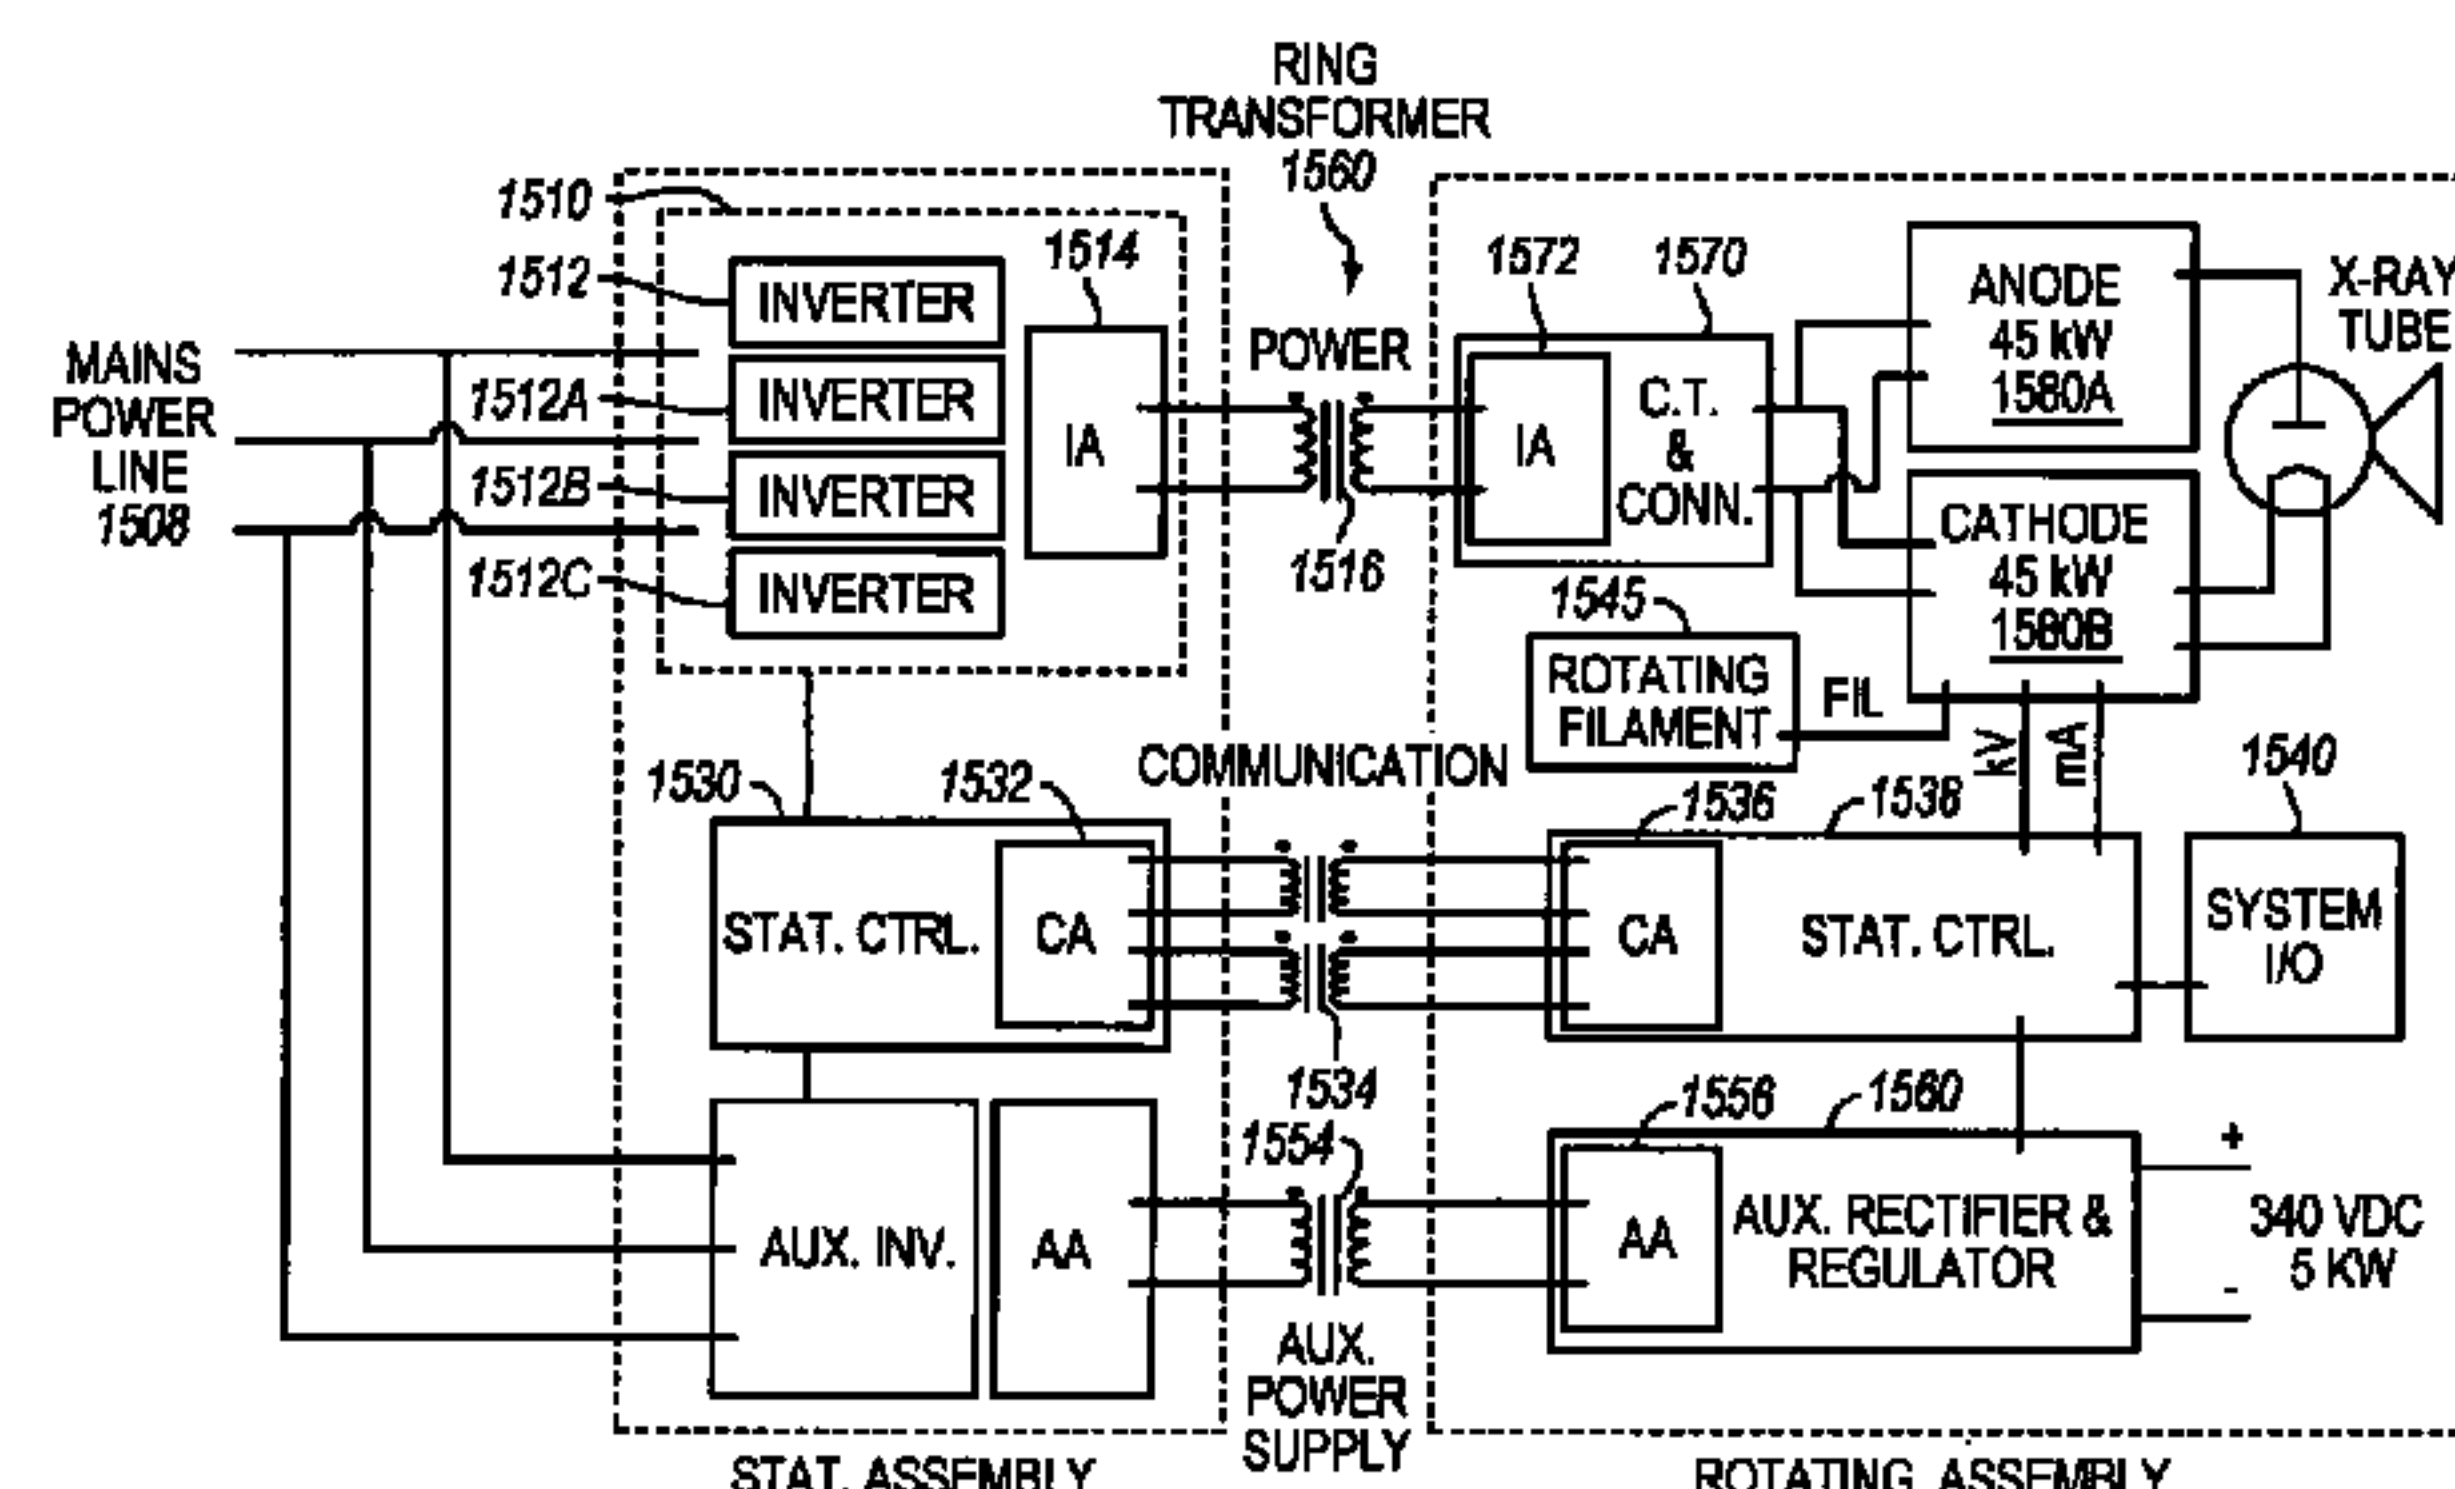 RING
TRANSFORMER
1560
1510
1512
1512A
1512B
1512C
MAINS
POWER
LINE
1508
INVERTER
INVERTER
INVERTER
INVERTER
1514
IA
POWER
1516
1572
1570
IA
C.T.
&
CONN.
ANODE
45 kW
1580A
CATHODE
45 kW
1580B
X-RAY
TUBE
1545
ROTATING
FILAMENT
FIL
kV
mA
COMMUNICATION
1530
1532
STAT. CTRL.
CA
1534
1536
1538
CA
STAT. CTRL.
1540
SYSTEM
I/O
AUX. INV.
AA
1554
AUX.
POWER
SUPPLY
1556
1560
AA
AUX. RECTIFIER &
REGULATOR
+
340 VDC
5 KW
-
STAT. ASSEMBLY
ROTATING ASSEMBLY